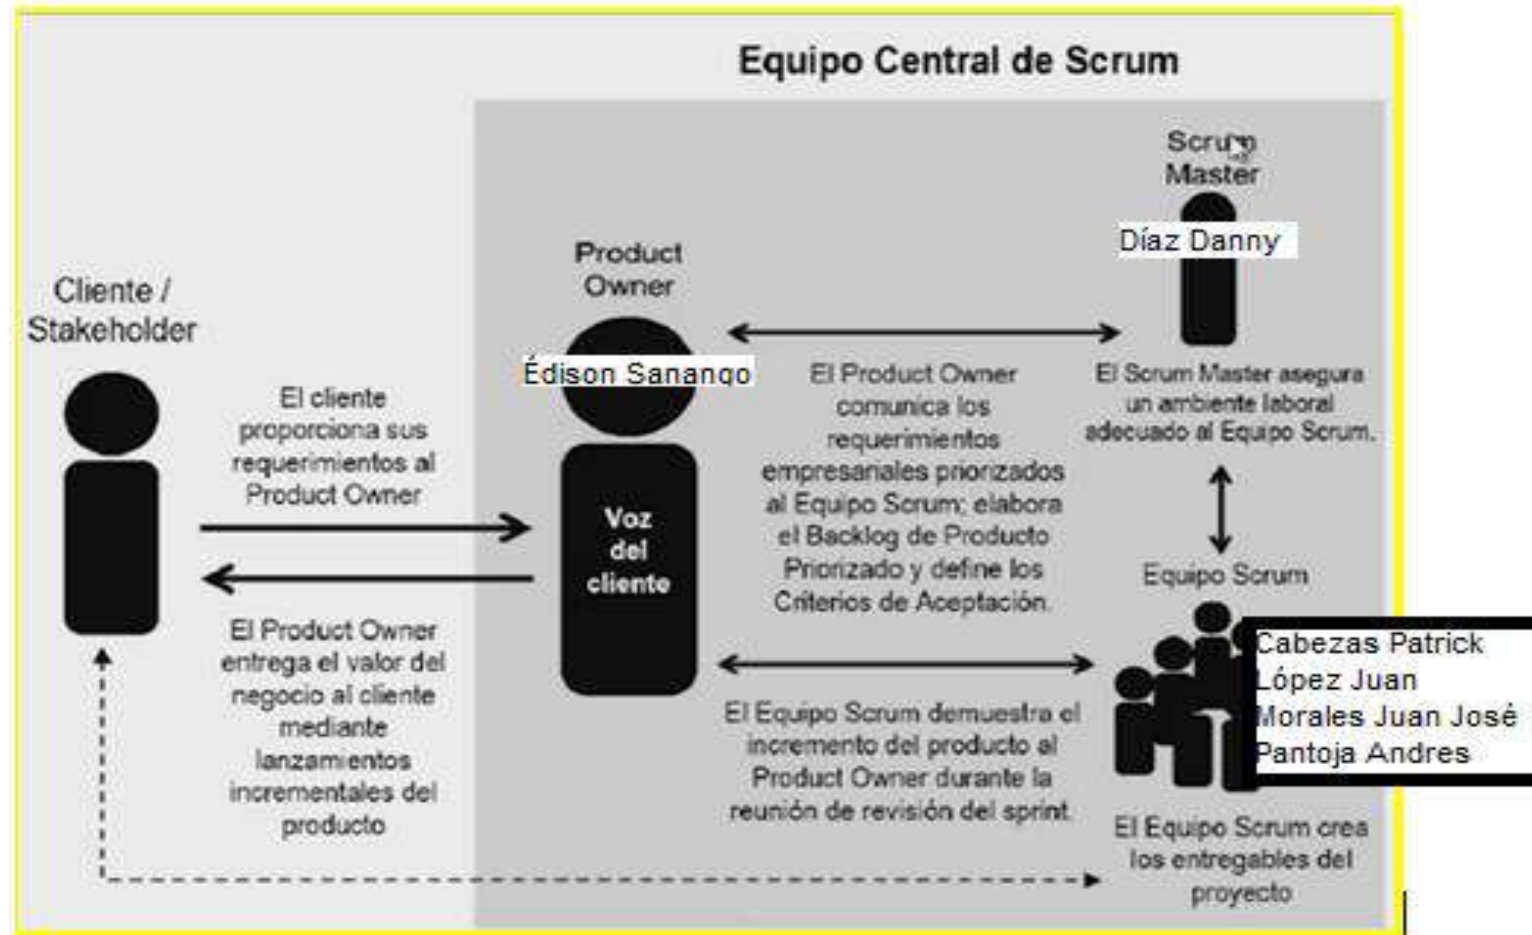 Equipo Central de Scrum
Scrum
Master
Díaz Danny
Product
Owner
Édison Sanango
Cliente /
Stakeholder
El cliente
proporciona sus
requerimientos al
Product Owner
Voz
del
cliente
El Product Owner
comunica los
requerimientos
empresariales priorizados
al Equipo Scrum; elabora
el Backlog de Producto
Priorizado y define los
Criterios de Aceptación.
El Scrum Master asegura
un ambiente laboral
adecuado al Equipo Scrum.
Equipo Scrum
Cabezas Patrick
López Juan
Morales Juan José
Pantoja Andres
El Product Owner
entrega el valor del
negocio al cliente
mediante
lanzamientos
incrementales del
producto
El Equipo Scrum demuestra el
incremento del producto al
Product Owner durante la
reunión de revisión del sprint.
El Equipo Scrum crea
los entregables del
proyecto